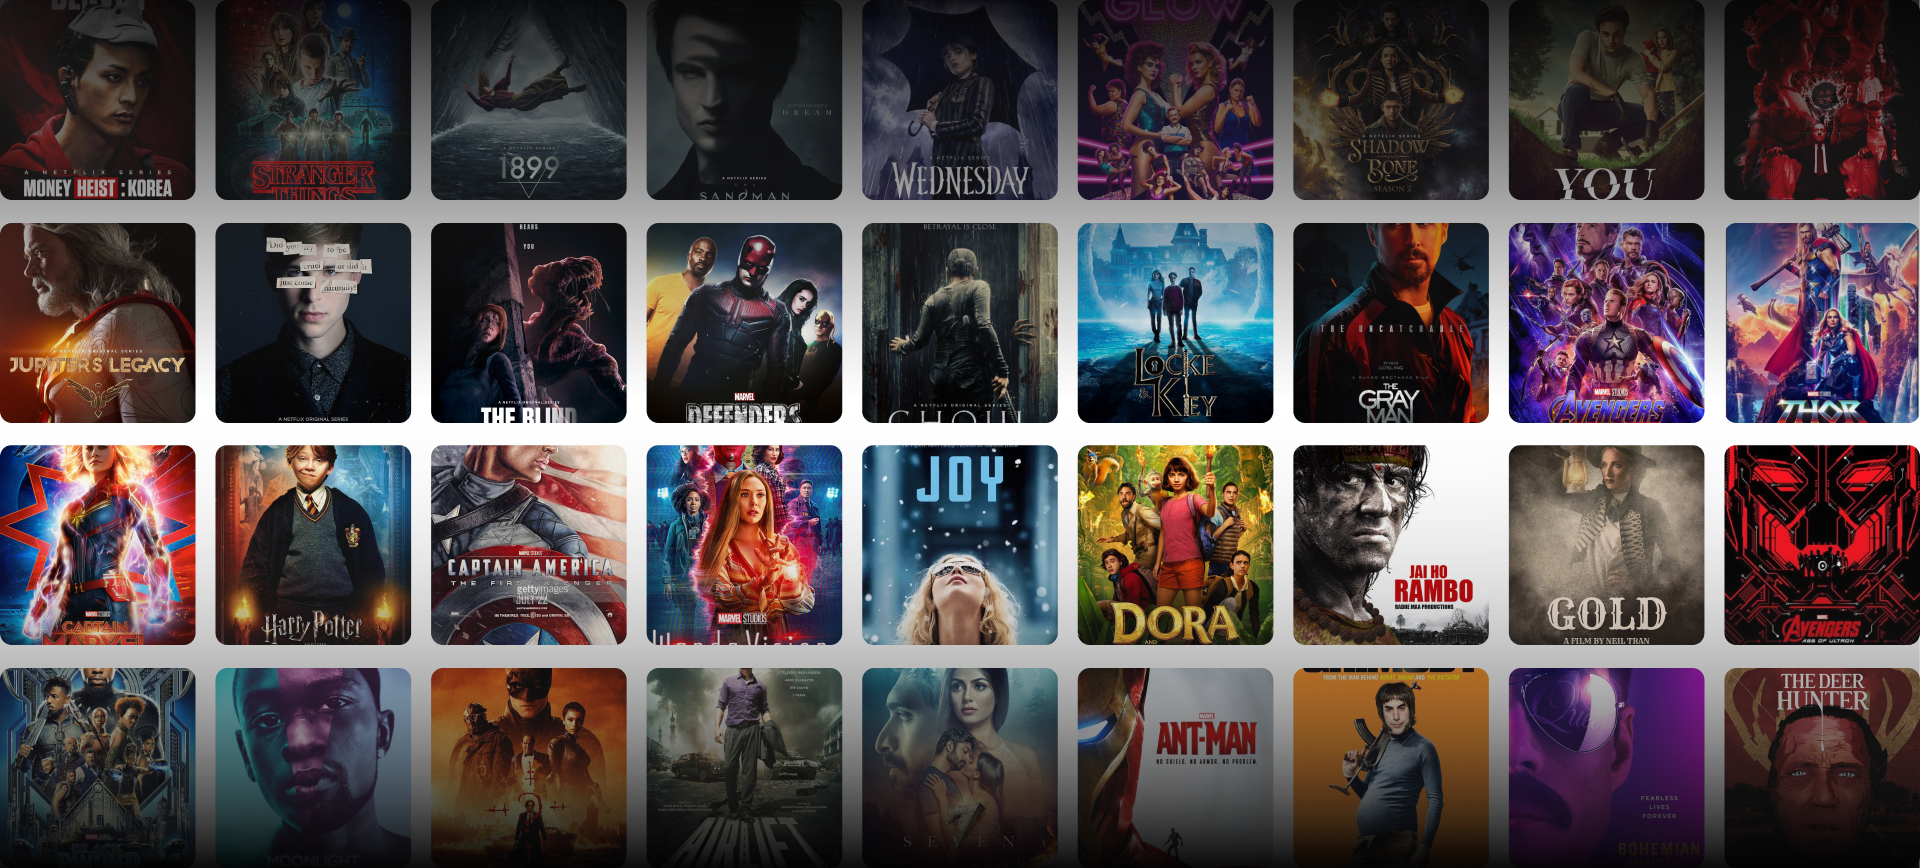 A NETFLIX SERIES
MONEY HEIST : KOREA
STRANGER
THINGS
A NETFLIX SERIES
1899
DREAM
A NETFLIX SERIES
SANDMAN
A NETFLIX SERIES
WEDNESDAY
GLOW
A NETFLIX SERIES
SHADOW
BONE
SEASON 2
YOU
A NETFLIX ORIGINAL SERIES
JUPITER'S LEGACY
Did you try to be
cruel or did it
just come naturally?
A NETFLIX ORIGINAL SERIES
HEARS
YOU
A NETFLIX ORIGINAL SERIES
THE BLIND
MARVEL
DEFENDERS
BETRAYAL IS CLOSE
A NETFLIX ORIGINAL SERIES
GHOUL
LOCKE
& KEY
THE UNCATCHABLE
RYAN
GOSLING
A RUSSO BROTHERS FILM
THE
GRAY
MAN
MARVEL STUDIOS
AVENGERS
THOR
MARVEL STUDIOS
CAPTAIN
MARVEL
Harry Potter
MARVEL STUDIOS
CAPTAIN AMERICA
THE FIRST AVENGER
gettyimages
JULY 22
MARVEL STUDIOS
WandaVision
JOY
DORA
AND
JAI HO
RAMBO
RADHE MAA PRODUCTIONS
GOLD
A FILM BY NEIL TRAN
MARVEL
AVENGERS
AGE OF ULTRON
BLACK
PANTHER
MOONLIGHT
AIRLIFT
SEVEN
MARVEL
ANT-MAN
NO SHIELD. NO ARMOR. NO PROBLEM.
FROM THE MAN BEHIND BORAT, BRUNO AND THE DICTATOR
FEARLESS
LIVES
FOREVER
BOHEMIAN
THE DEER
HUNTER